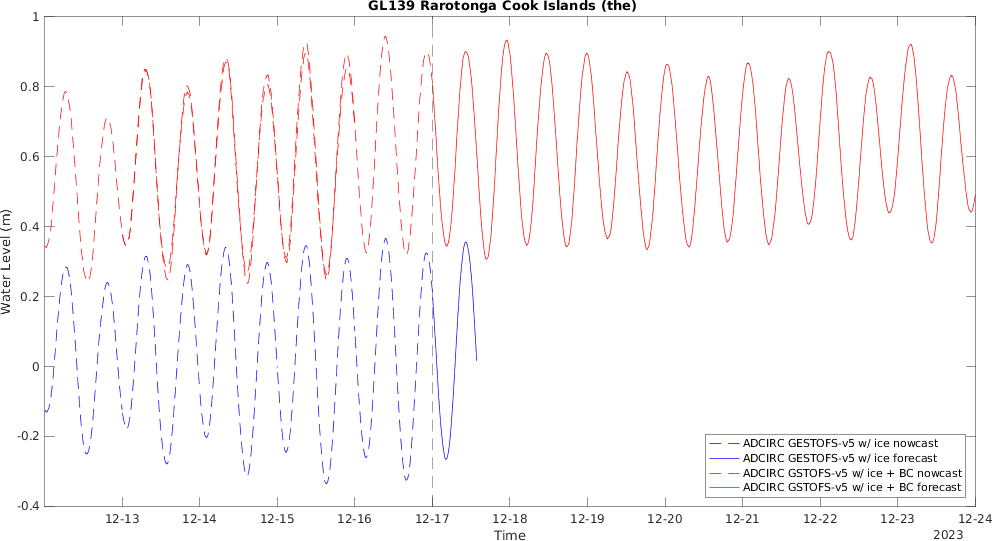 GL139 Rarotonga Cook Islands (the)
Water Level (m)
1
0.8
0.6
0.4
0.2
0
-0.2
-0.4
12-13 12-14 12-15 12-16 12-17 12-18 12-19 12-20 12-21 12-22 12-23 12-24
Time
2023
ADCIRC GESTOFS-v5 w/ ice nowcast
ADCIRC GESTOFS-v5 w/ ice forecast
ADCIRC GSTOFS-v5 w/ ice + BC nowcast
ADCIRC GSTOFS-v5 w/ ice + BC forecast